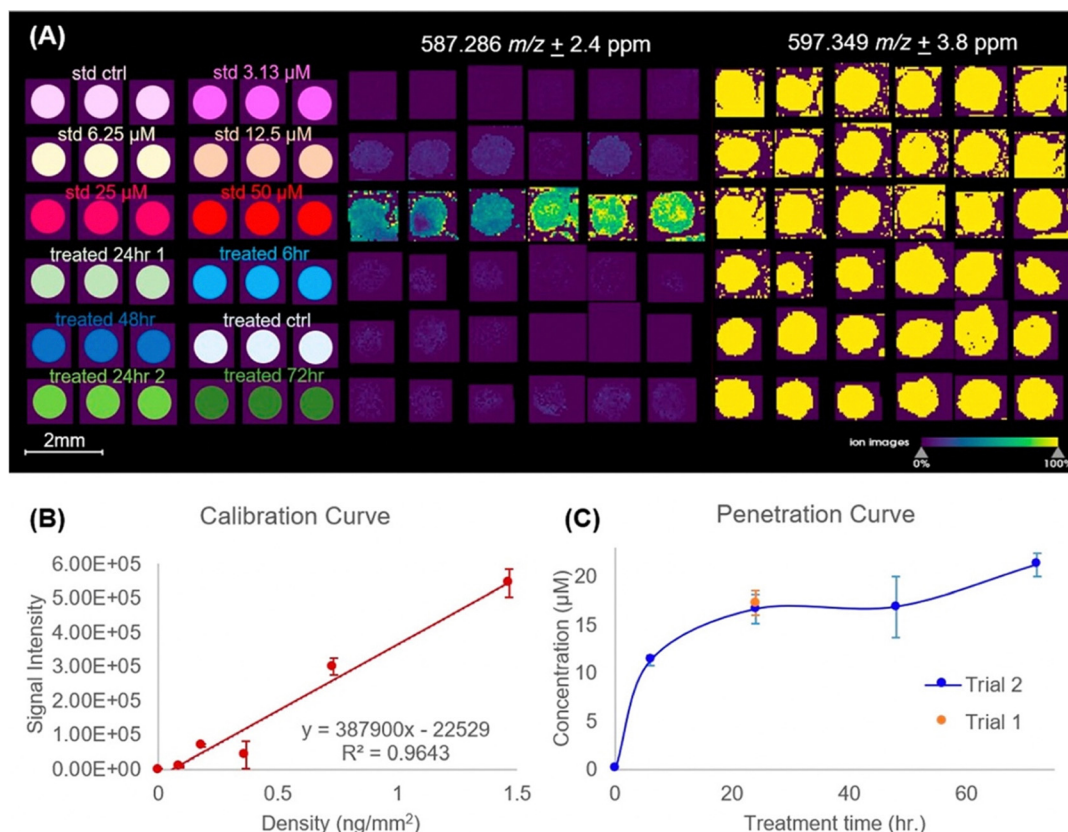 (A)
587.286 m/z ± 2.4 ppm
597.349 m/z ± 3.8 ppm
std ctrl
std 3.13 µM
std 6.25 µM
std 12.5 µM
std 25 µM
std 50 µM
treated 24hr 1
treated 6hr
treated 48hr
treated ctrl
treated 24hr 2
treated 72hr
2mm
ion images
0%
100%
(B)
Calibration Curve
Signal Intensity
6.00E+05
5.00E+05
4.00E+05
3.00E+05
2.00E+05
1.00E+05
0.00E+00
y = 387900x - 22529
R² = 0.9643
0
0.5
1
1.5
Density (ng/mm²)
(C)
Penetration Curve
Concentration (µM)
20
15
10
5
0
Trial 2
Trial 1
0
20
40
60
Treatment time (hr.)